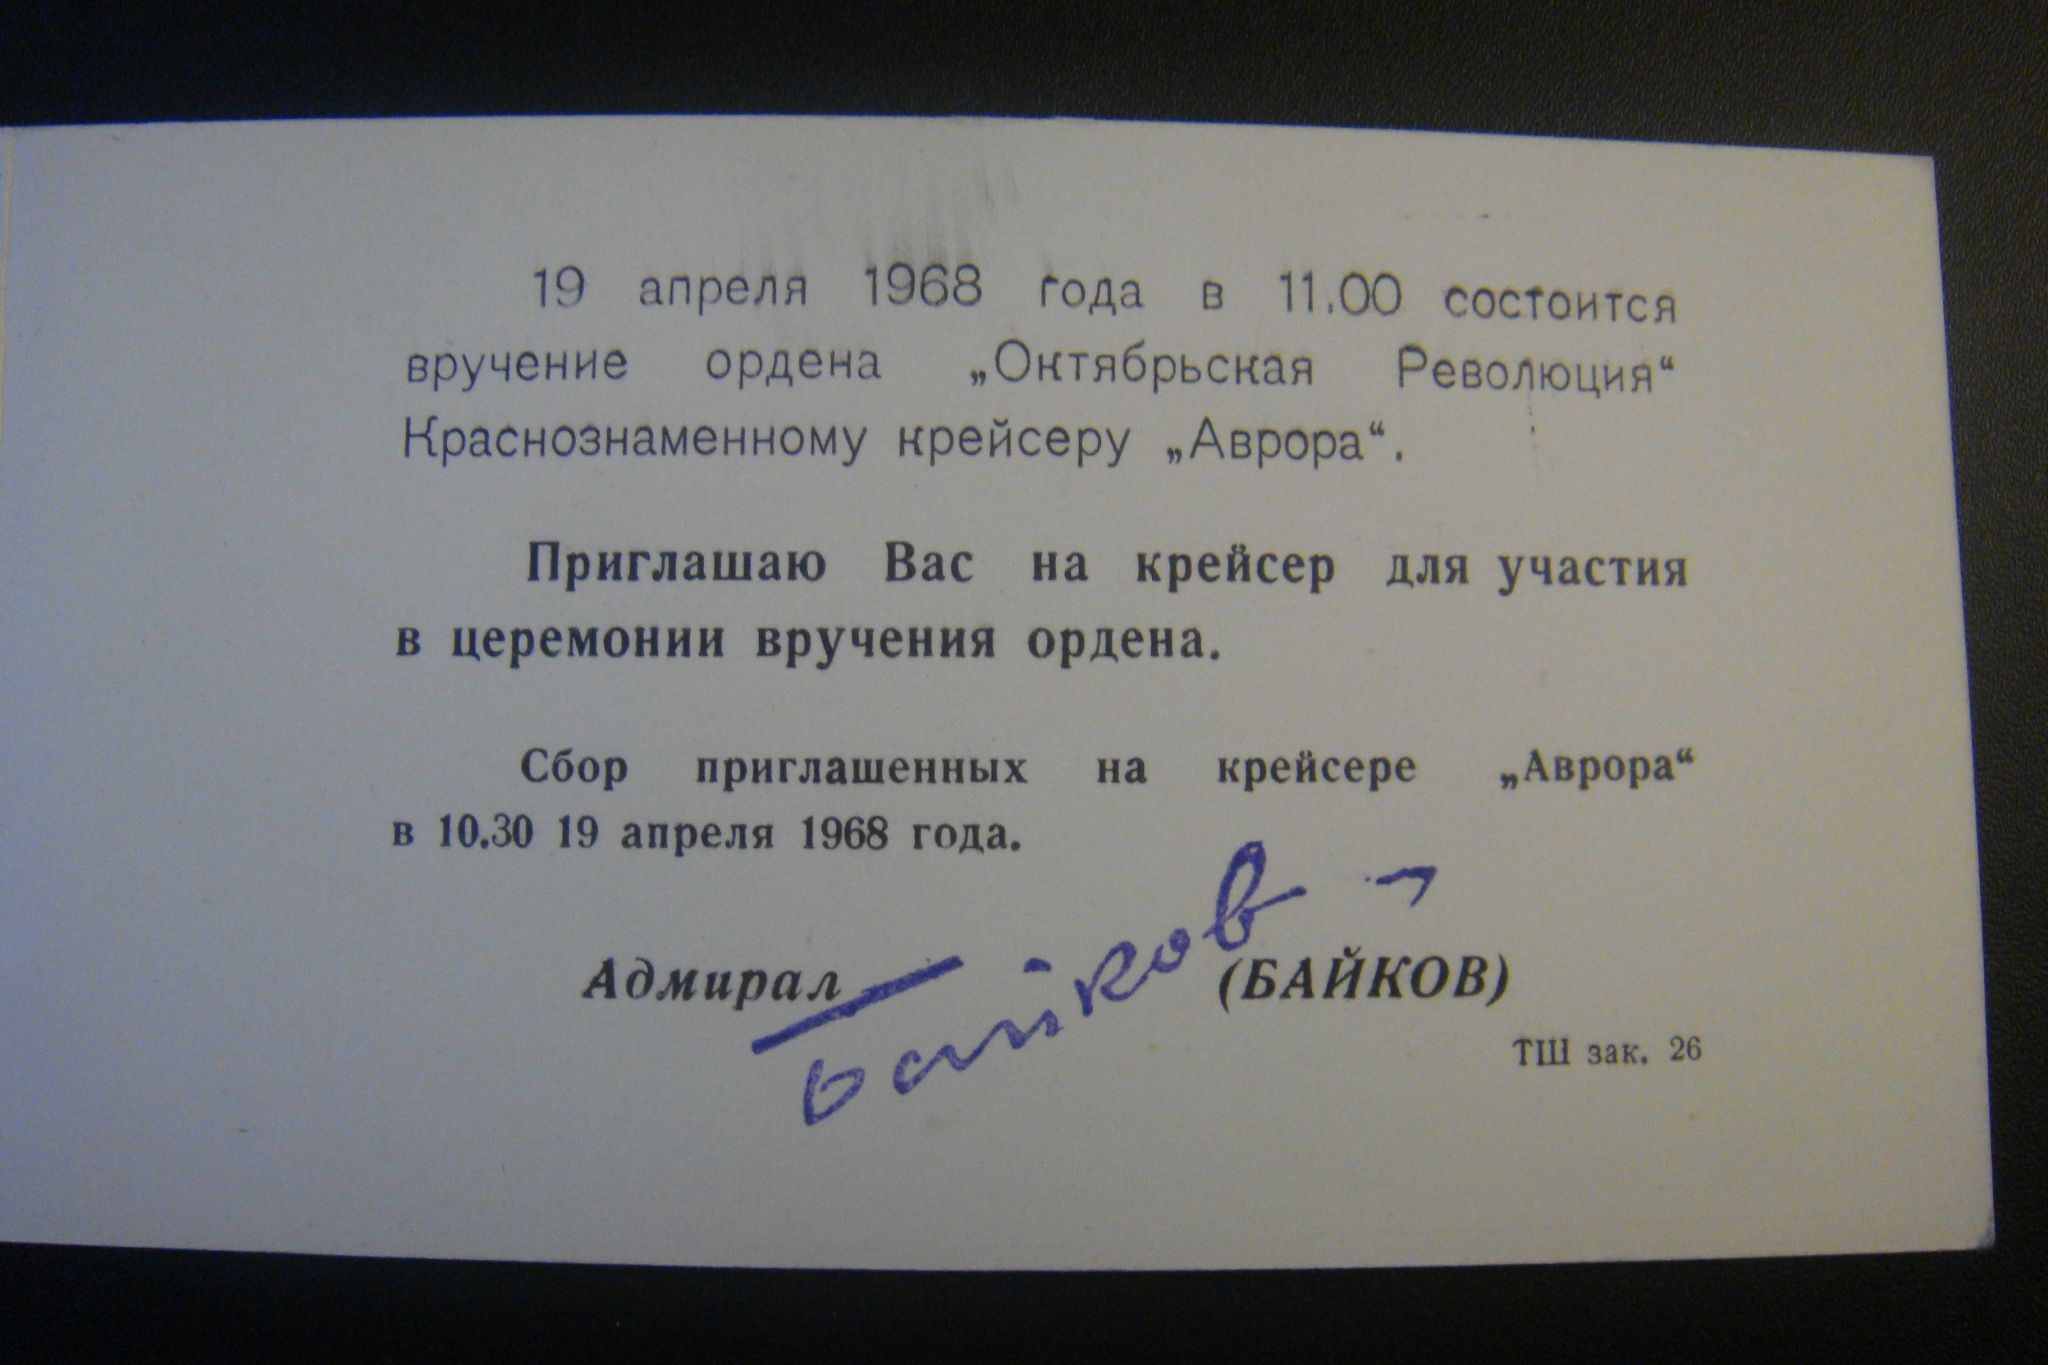 19 апреля 1968 года в 11.00 состоится
вручение ордена „Октябрьская Революция“
Краснознаменному крейсеру „Аврора“.
Приглашаю Вас на крейсер для участия
в церемонии вручения ордена.
Сбор приглашенных на крейсере „Аврора“
в 10.30 19 апреля 1968 года.
Байков
Адмирал (БАЙКОВ)
ТШ зак. 26